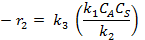 − r₂ = k₃ (k₁CₐCₛ / k₂)